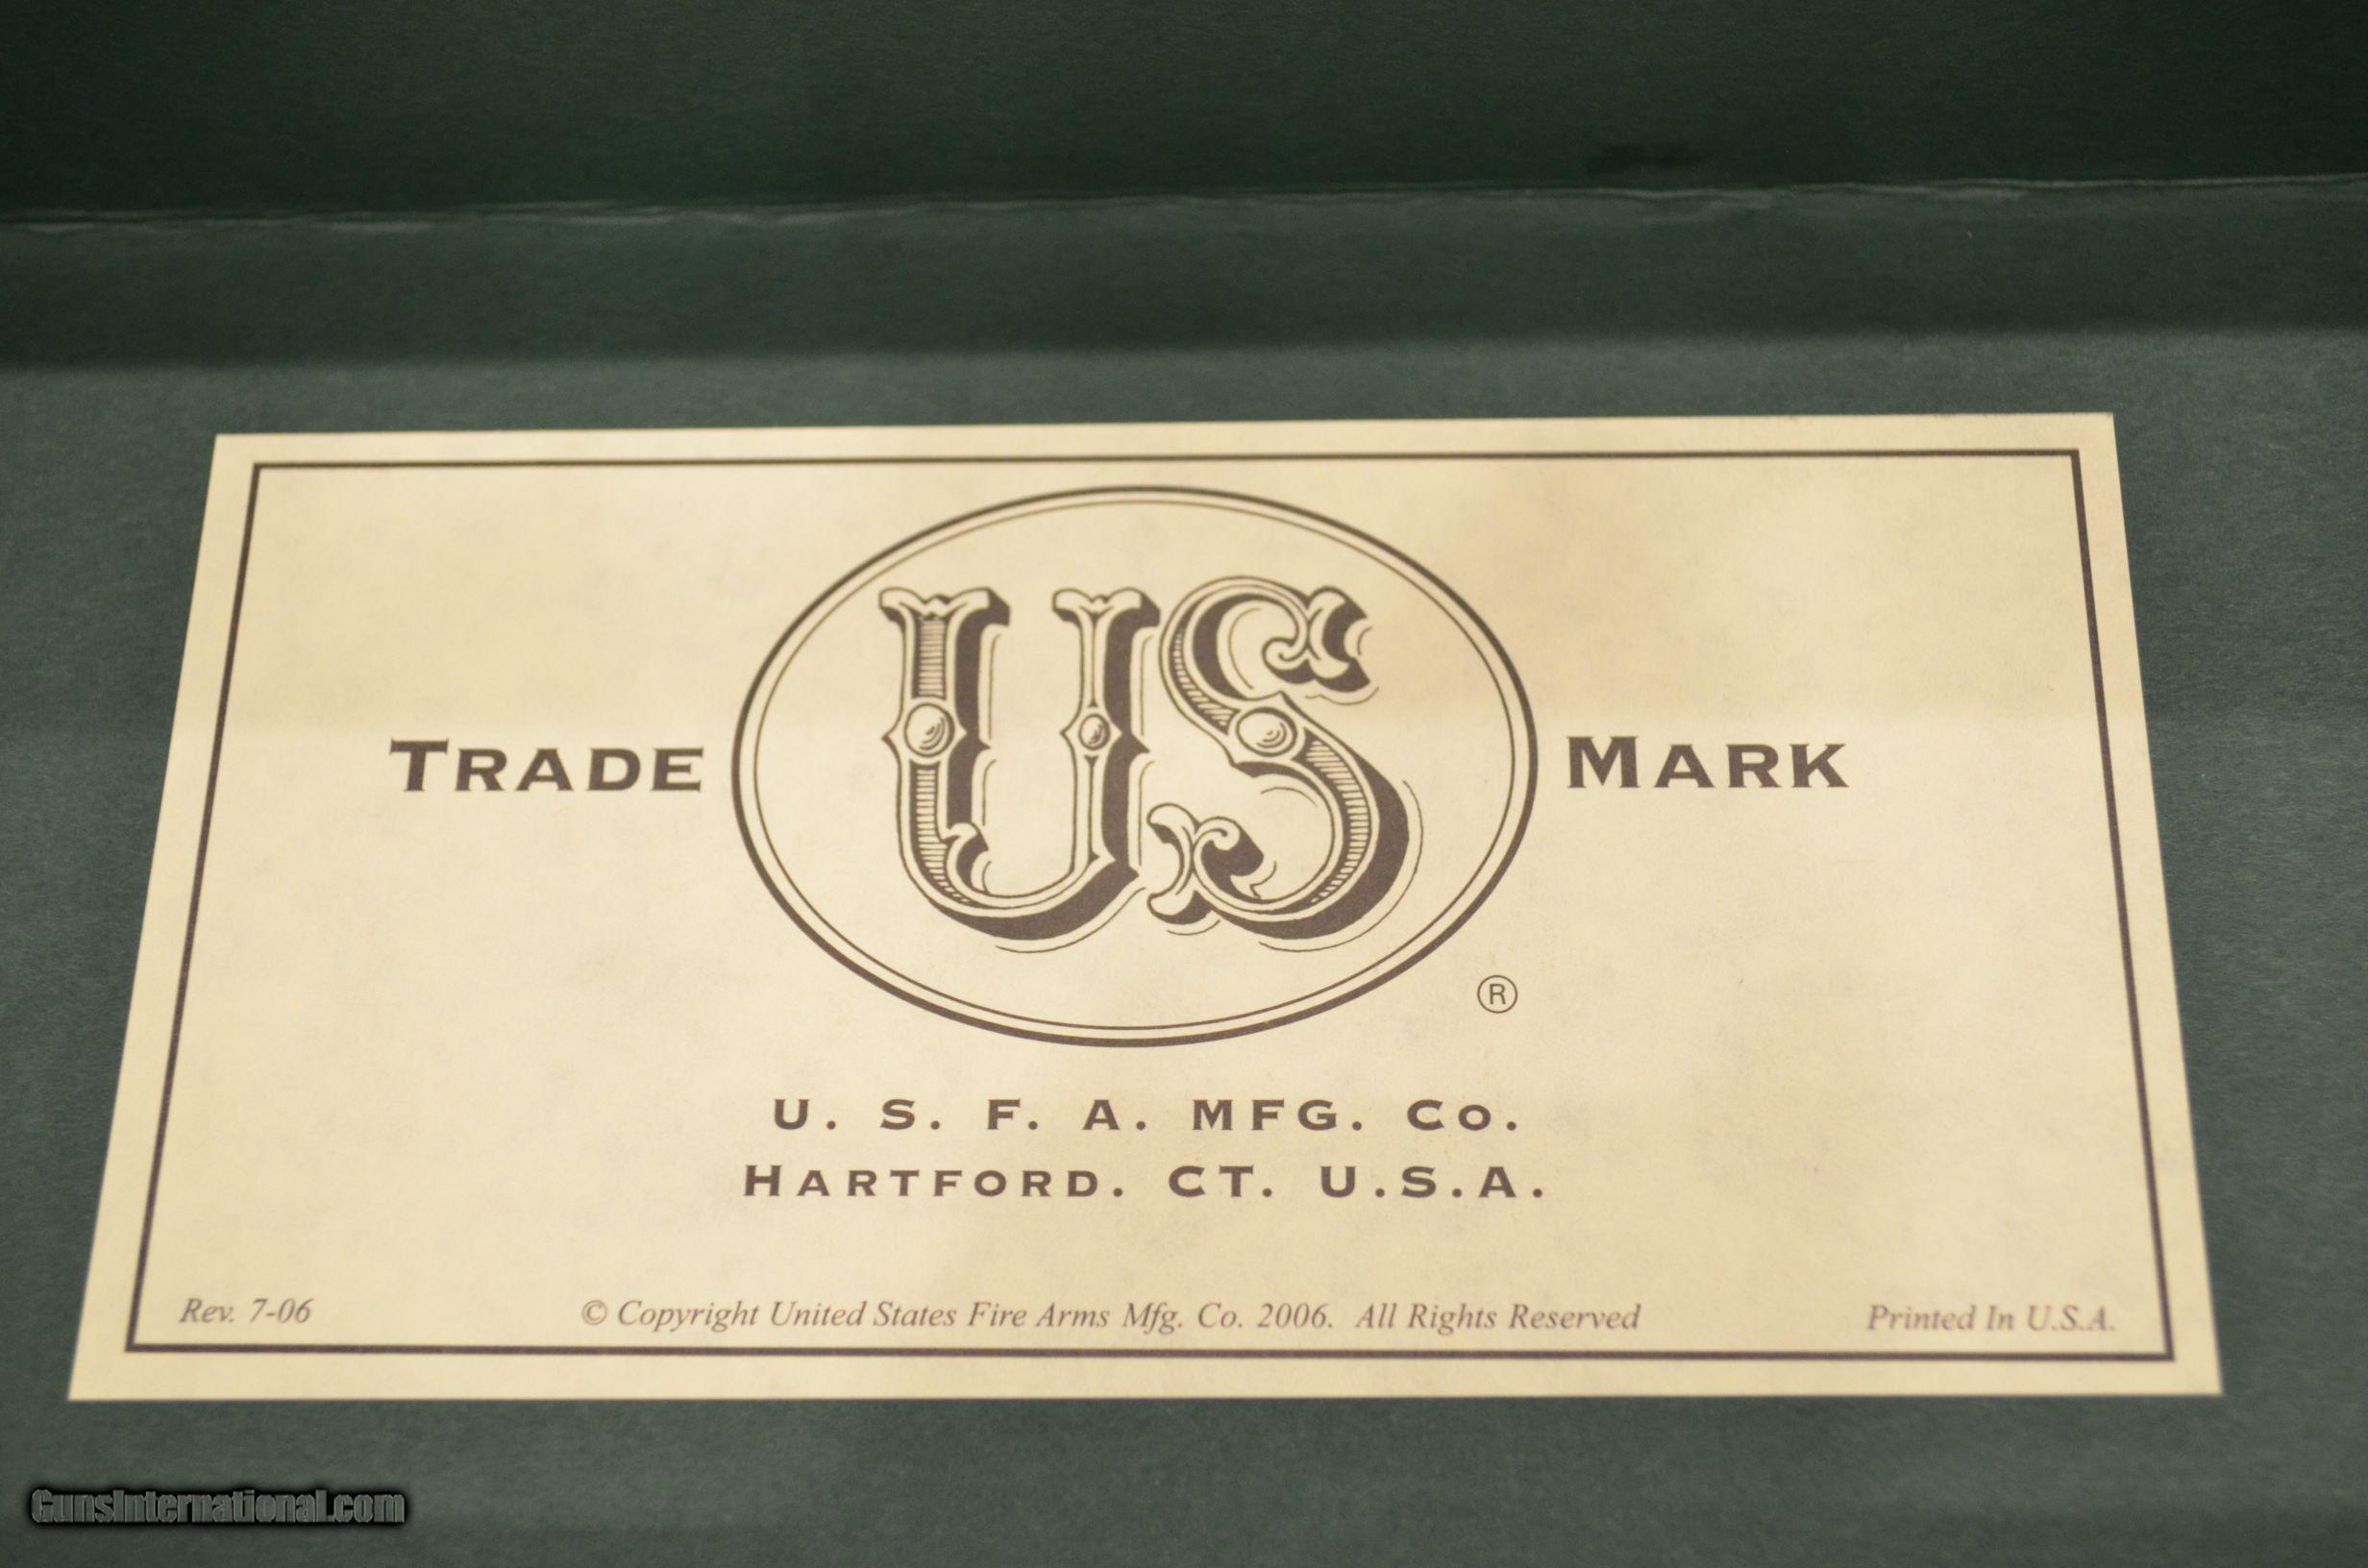 TRADE US MARK
®
U. S. F. A. MFG. Co.
HARTFORD. CT. U.S.A.
Rev. 7-06 © Copyright United States Fire Arms Mfg. Co. 2006. All Rights Reserved Printed In U.S.A.
GunsInternational.com